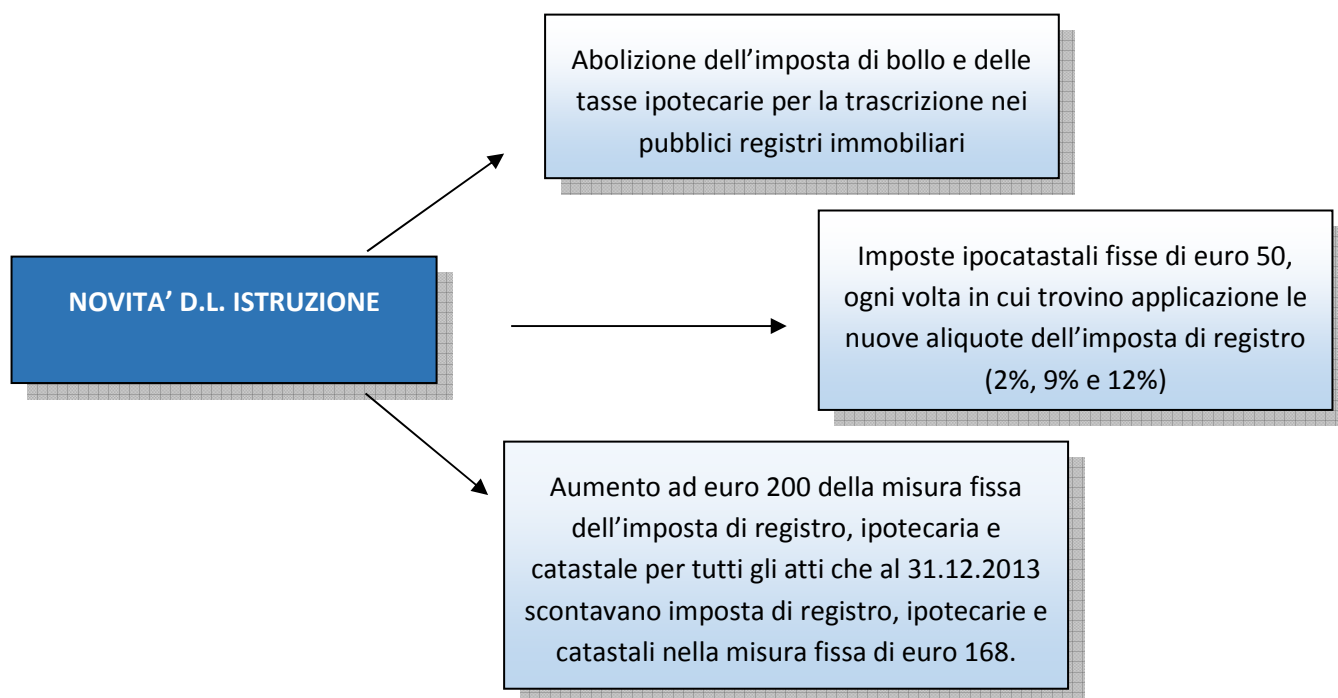 Abolizione dell’imposta di bollo e delle
tasse ipotecarie per la trascrizione nei
pubblici registri immobiliari
NOVITA’ D.L. ISTRUZIONE
Imposte ipocatastali fisse di euro 50,
ogni volta in cui trovino applicazione le
nuove aliquote dell’imposta di registro
(2%, 9% e 12%)
Aumento ad euro 200 della misura fissa
dell’imposta di registro, ipotecaria e
catastale per tutti gli atti che al 31.12.2013
scontavano imposta di registro, ipotecarie e
catastali nella misura fissa di euro 168.